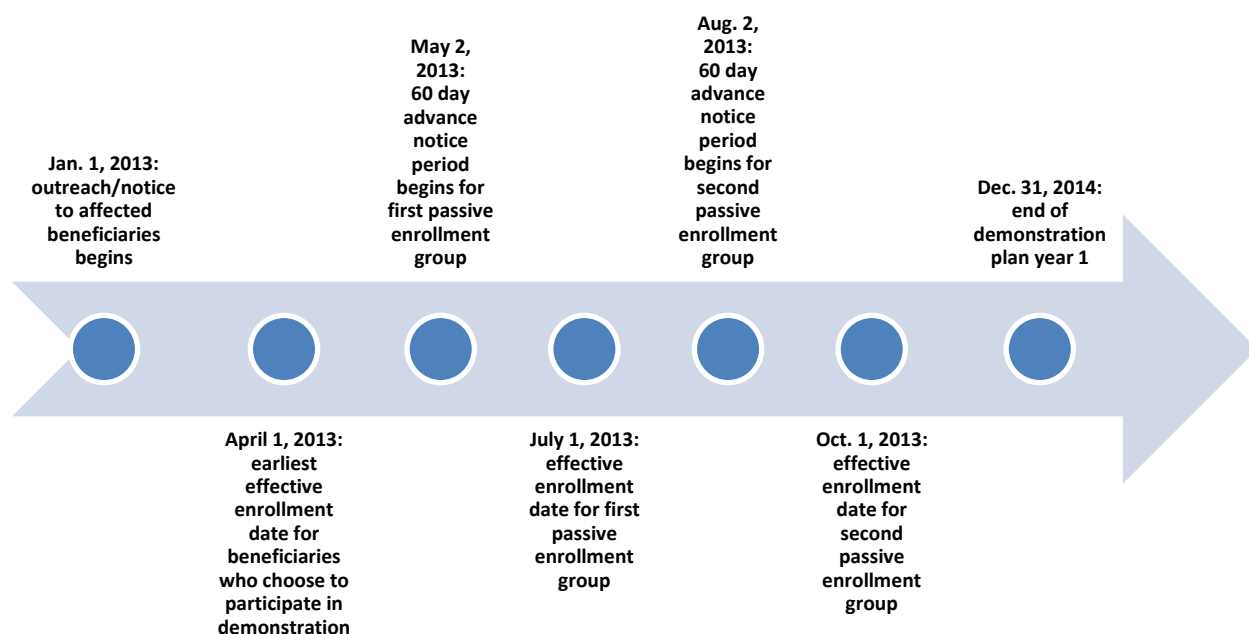 Jan. 1, 2013:
outreach/notice
to affected
beneficiaries
begins
April 1, 2013:
earliest
effective
enrollment
date for
beneficiaries
who choose to
participate in
demonstration
May 2,
2013:
60 day
advance
notice
period
begins for
first passive
enrollment
group
July 1, 2013:
effective
enrollment
date for first
passive
enrollment
group
Aug. 2,
2013:
60 day
advance
notice
period
begins for
second
passive
enrollment
group
Oct. 1, 2013:
effective
enrollment
date for
second
passive
enrollment
group
Dec. 31, 2014:
end of
demonstration
plan year 1